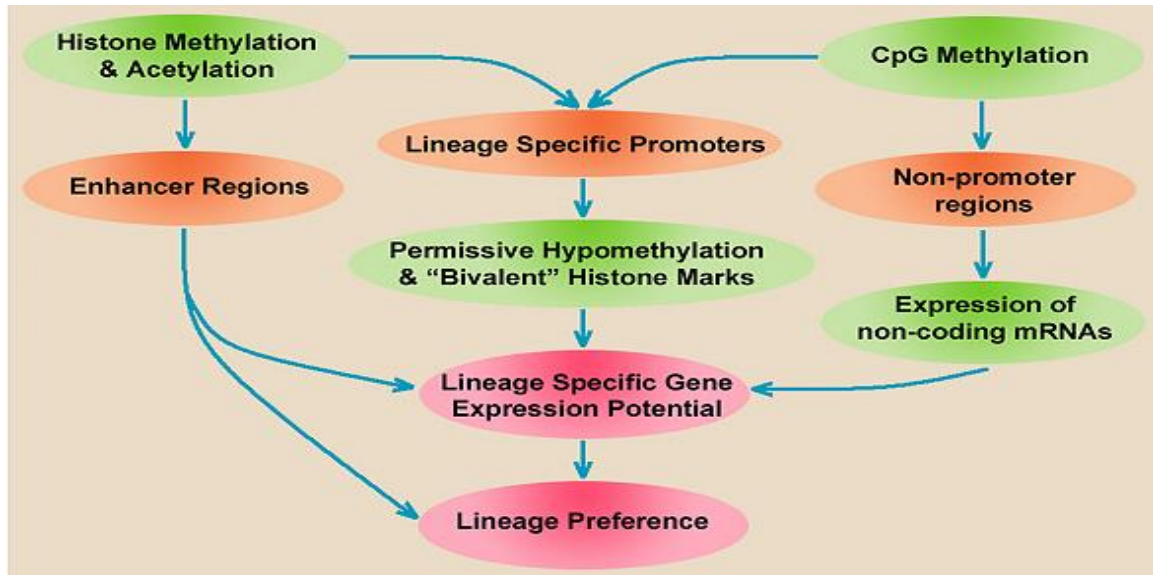 Histone Methylation
& Acetylation
CpG Methylation
Lineage Specific Promoters
Enhancer Regions
Non-promoter
regions
Permissive Hypomethylation
& “Bivalent” Histone Marks
Expression of
non-coding mRNAs
Lineage Specific Gene
Expression Potential
Lineage Preference